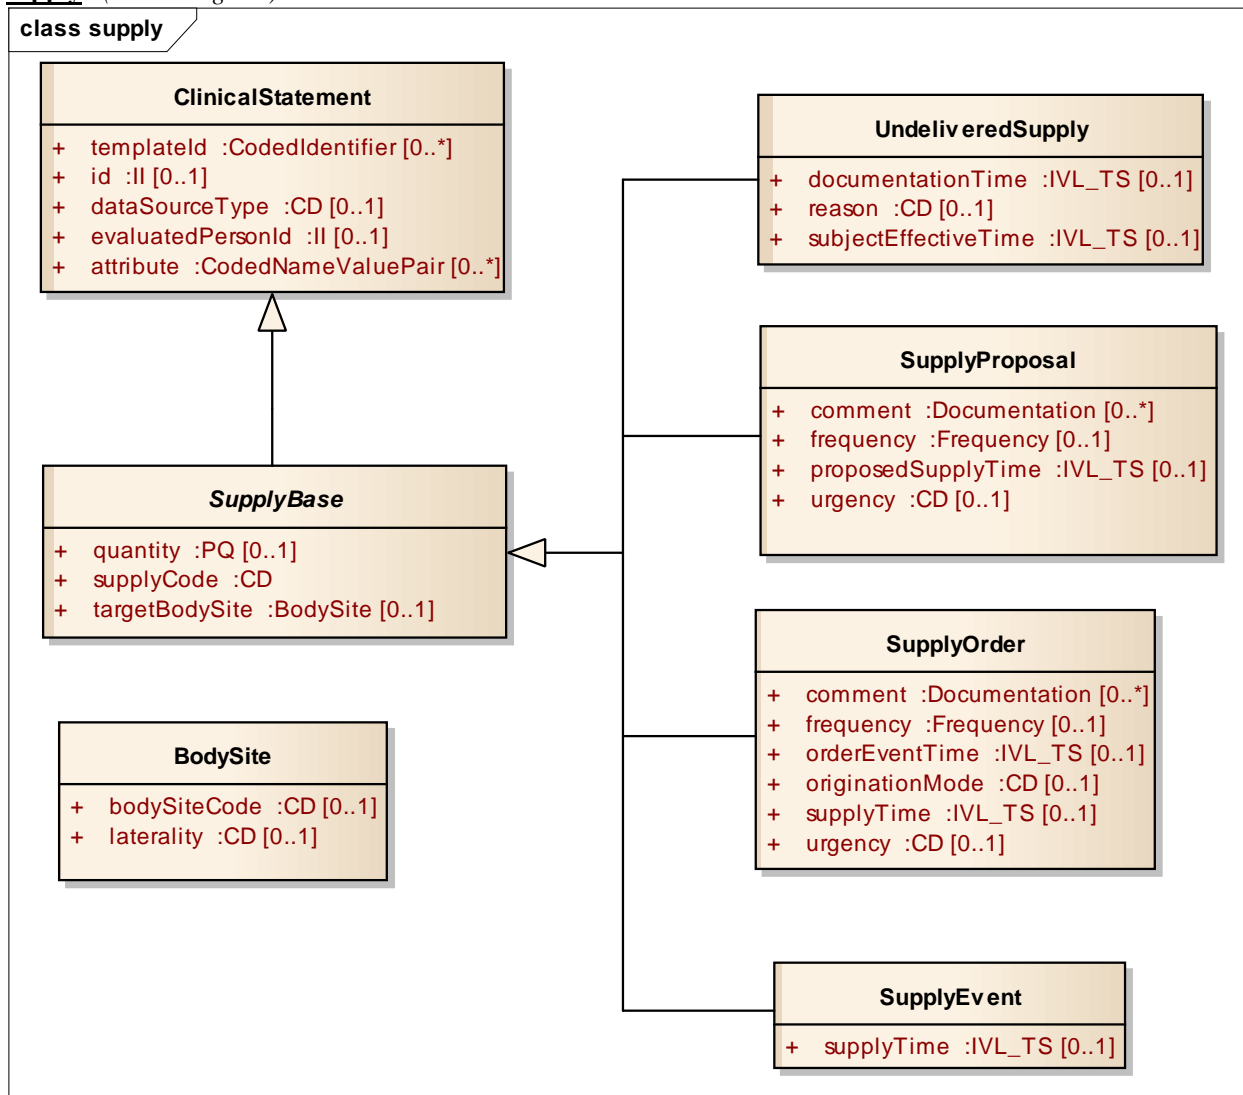 class supply
ClinicalStatement
+ templateId :CodedIdentifier [0..*]
+ id :II [0..1]
+ dataSourceType :CD [0..1]
+ evaluatedPersonId :II [0..1]
+ attribute :CodedNameValuePair [0..*]
UndeliveredSupply
+ documentationTime :IVL_TS [0..1]
+ reason :CD [0..1]
+ subjectEffectiveTime :IVL_TS [0..1]
SupplyProposal
+ comment :Documentation [0..*]
+ frequency :Frequency [0..1]
+ proposedSupplyTime :IVL_TS [0..1]
+ urgency :CD [0..1]
SupplyBase
+ quantity :PQ [0..1]
+ supplyCode :CD
+ targetBodySite :BodySite [0..1]
SupplyOrder
+ comment :Documentation [0..*]
+ frequency :Frequency [0..1]
+ orderEventTime :IVL_TS [0..1]
+ originationMode :CD [0..1]
+ supplyTime :IVL_TS [0..1]
+ urgency :CD [0..1]
BodySite
+ bodySiteCode :CD [0..1]
+ laterality :CD [0..1]
SupplyEvent
+ supplyTime :IVL_TS [0..1]